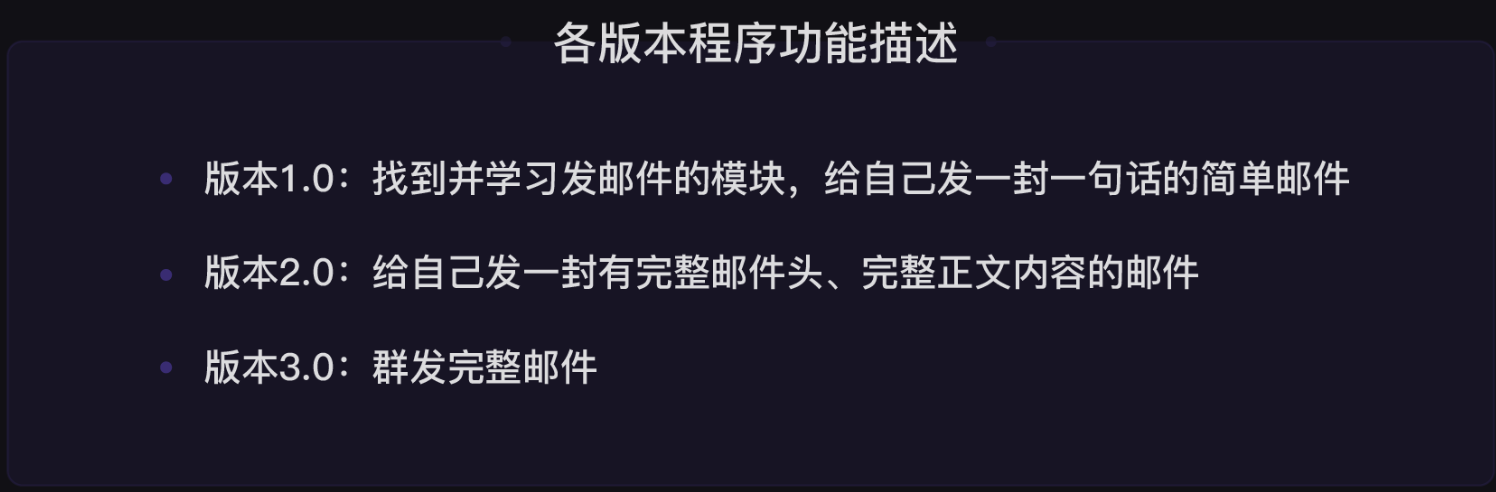 各版本程序功能描述
版本1.0：找到并学习发邮件的模块，给自己发一封一句话的简单邮件
版本2.0：给自己发一封有完整邮件头、完整正文内容的邮件
版本3.0：群发完整邮件